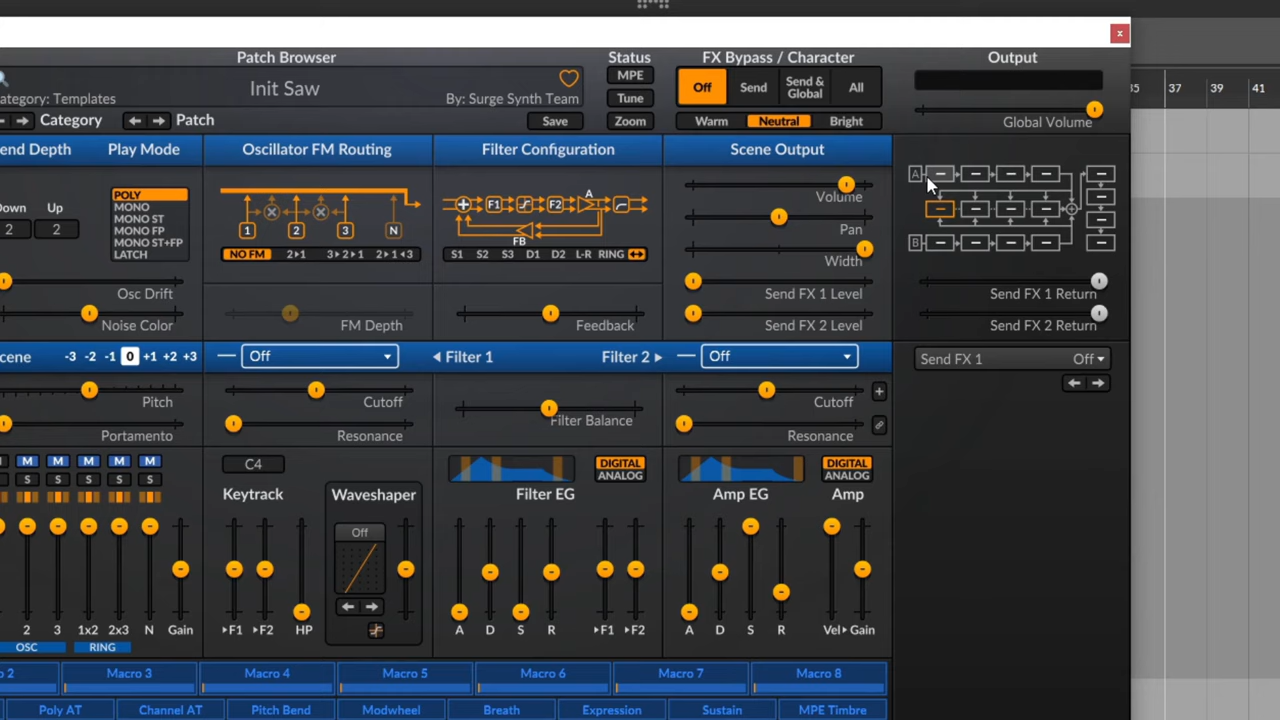 Patch Browser
Status
FX Bypass / Character
Output
Init Saw
MPE
Off
Send
Send & Global
All
ategory: Templates
By: Surge Synth Team
Tune
Category
Patch
Save
Zoom
Warm
Neutral
Bright
Global Volume
35
37
39
41
end Depth
Play Mode
Oscillator FM Routing
Filter Configuration
Scene Output
own
Up
2
2
POLY
MONO
MONO ST
MONO FP
MONO ST+FP
LATCH
1
2
3
N
NO FM
2▸1
3▸2▸1
2▸1◂3
F1
F2
A
FB
S1
S2
S3
D1
D2
L-R
RING
Volume
Pan
Width
Send FX 1 Level
Send FX 2 Level
A
B
Send FX 1 Return
Send FX 2 Return
Osc Drift
Noise Color
FM Depth
Feedback
cene
-3 -2 -1 0 +1 +2 +3
Off
Filter 1
Filter 2
Off
Send FX 1
Off
Pitch
Portamento
Cutoff
Resonance
Filter Balance
Cutoff
Resonance
M M M M M
S S S S S
C4
Keytrack
Waveshaper
Off
DIGITAL
ANALOG
Filter EG
DIGITAL
ANALOG
Amp EG
Amp
2 3 1x2 2x3 N Gain
▸F1 ▸F2 HP
A D S R ▸F1 ▸F2
A D S R Vel▸Gain
OSC
RING
o 2
Macro 3
Macro 4
Macro 5
Macro 6
Macro 7
Macro 8
Poly AT
Channel AT
Pitch Bend
Modwheel
Breath
Expression
Sustain
MPE Timbre